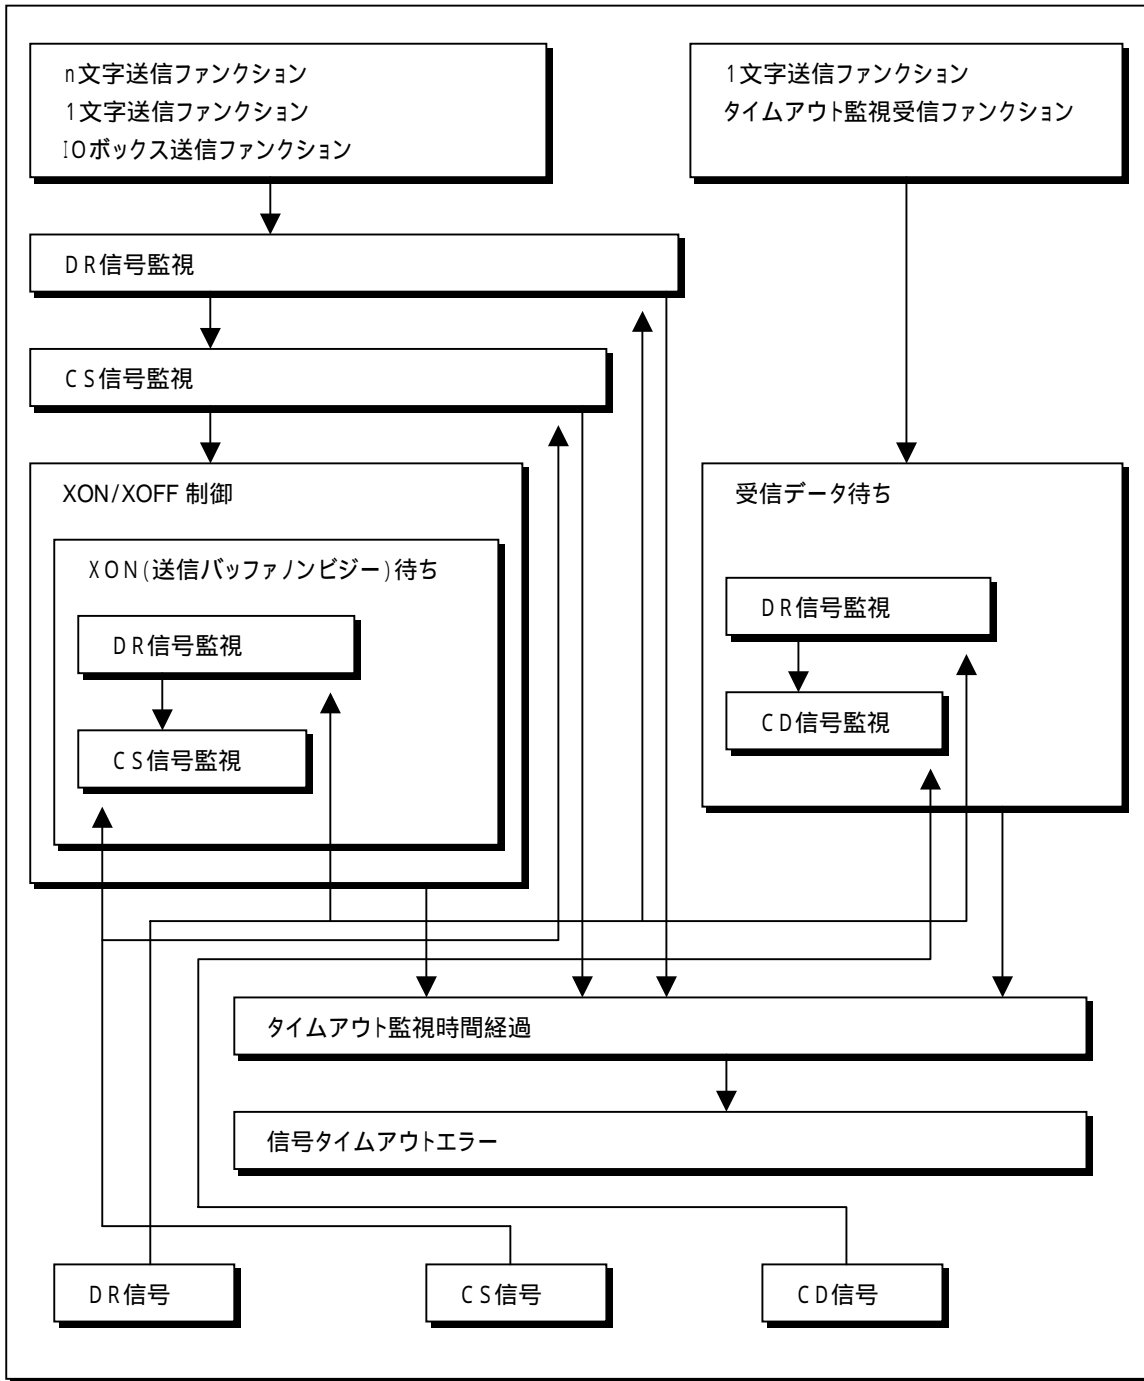 n文字送信ファンクション
1文字送信ファンクション
IOボックス送信ファンクション
1文字送信ファンクション
タイムアウト監視受信ファンクション
DR信号監視
CS信号監視
XON/XOFF 制御
XON(送信バッファノンビジー)待ち
DR信号監視
CS信号監視
受信データ待ち
DR信号監視
CD信号監視
タイムアウト監視時間経過
信号タイムアウトエラー
DR信号
CS信号
CD信号